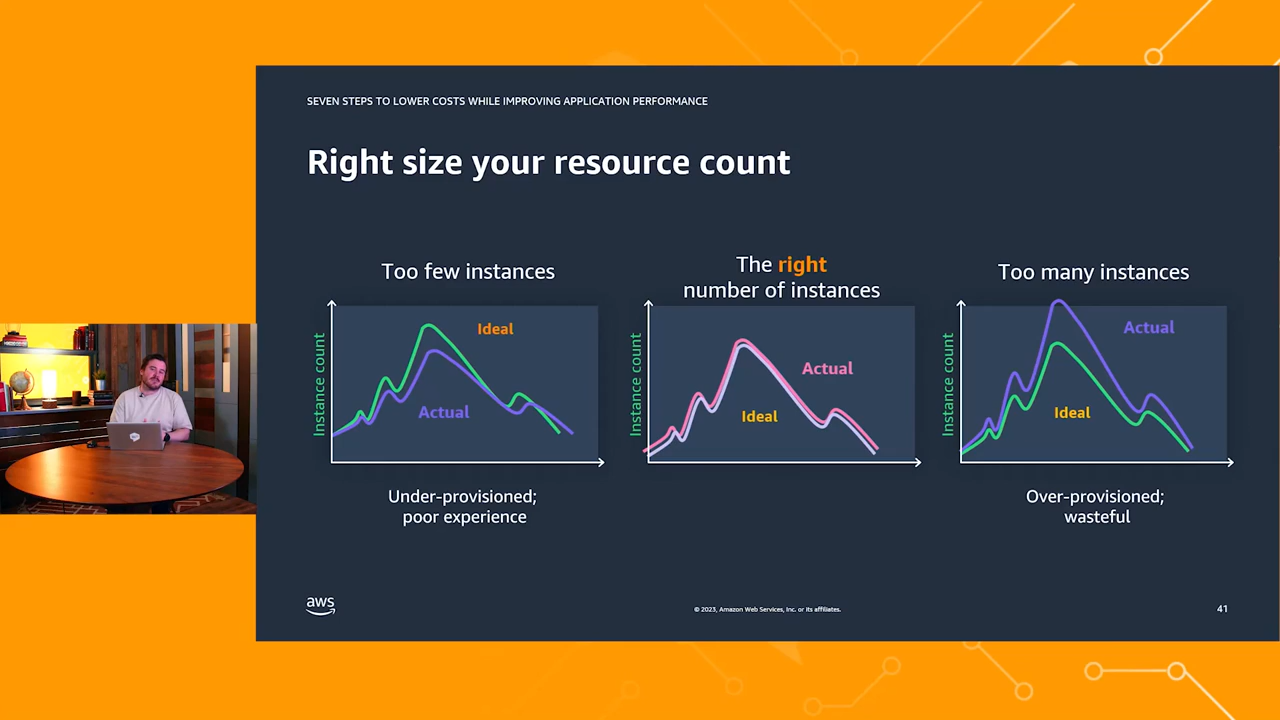 SEVEN STEPS TO LOWER COSTS WHILE IMPROVING APPLICATION PERFORMANCE
Right size your resource count
Too few instances
Instance count
Ideal
Actual
Under-provisioned;
poor experience
The right
number of instances
Instance count
Actual
Ideal
Too many instances
Instance count
Actual
Ideal
Over-provisioned;
wasteful
aws
© 2023, Amazon Web Services, Inc. or its affiliates.
41